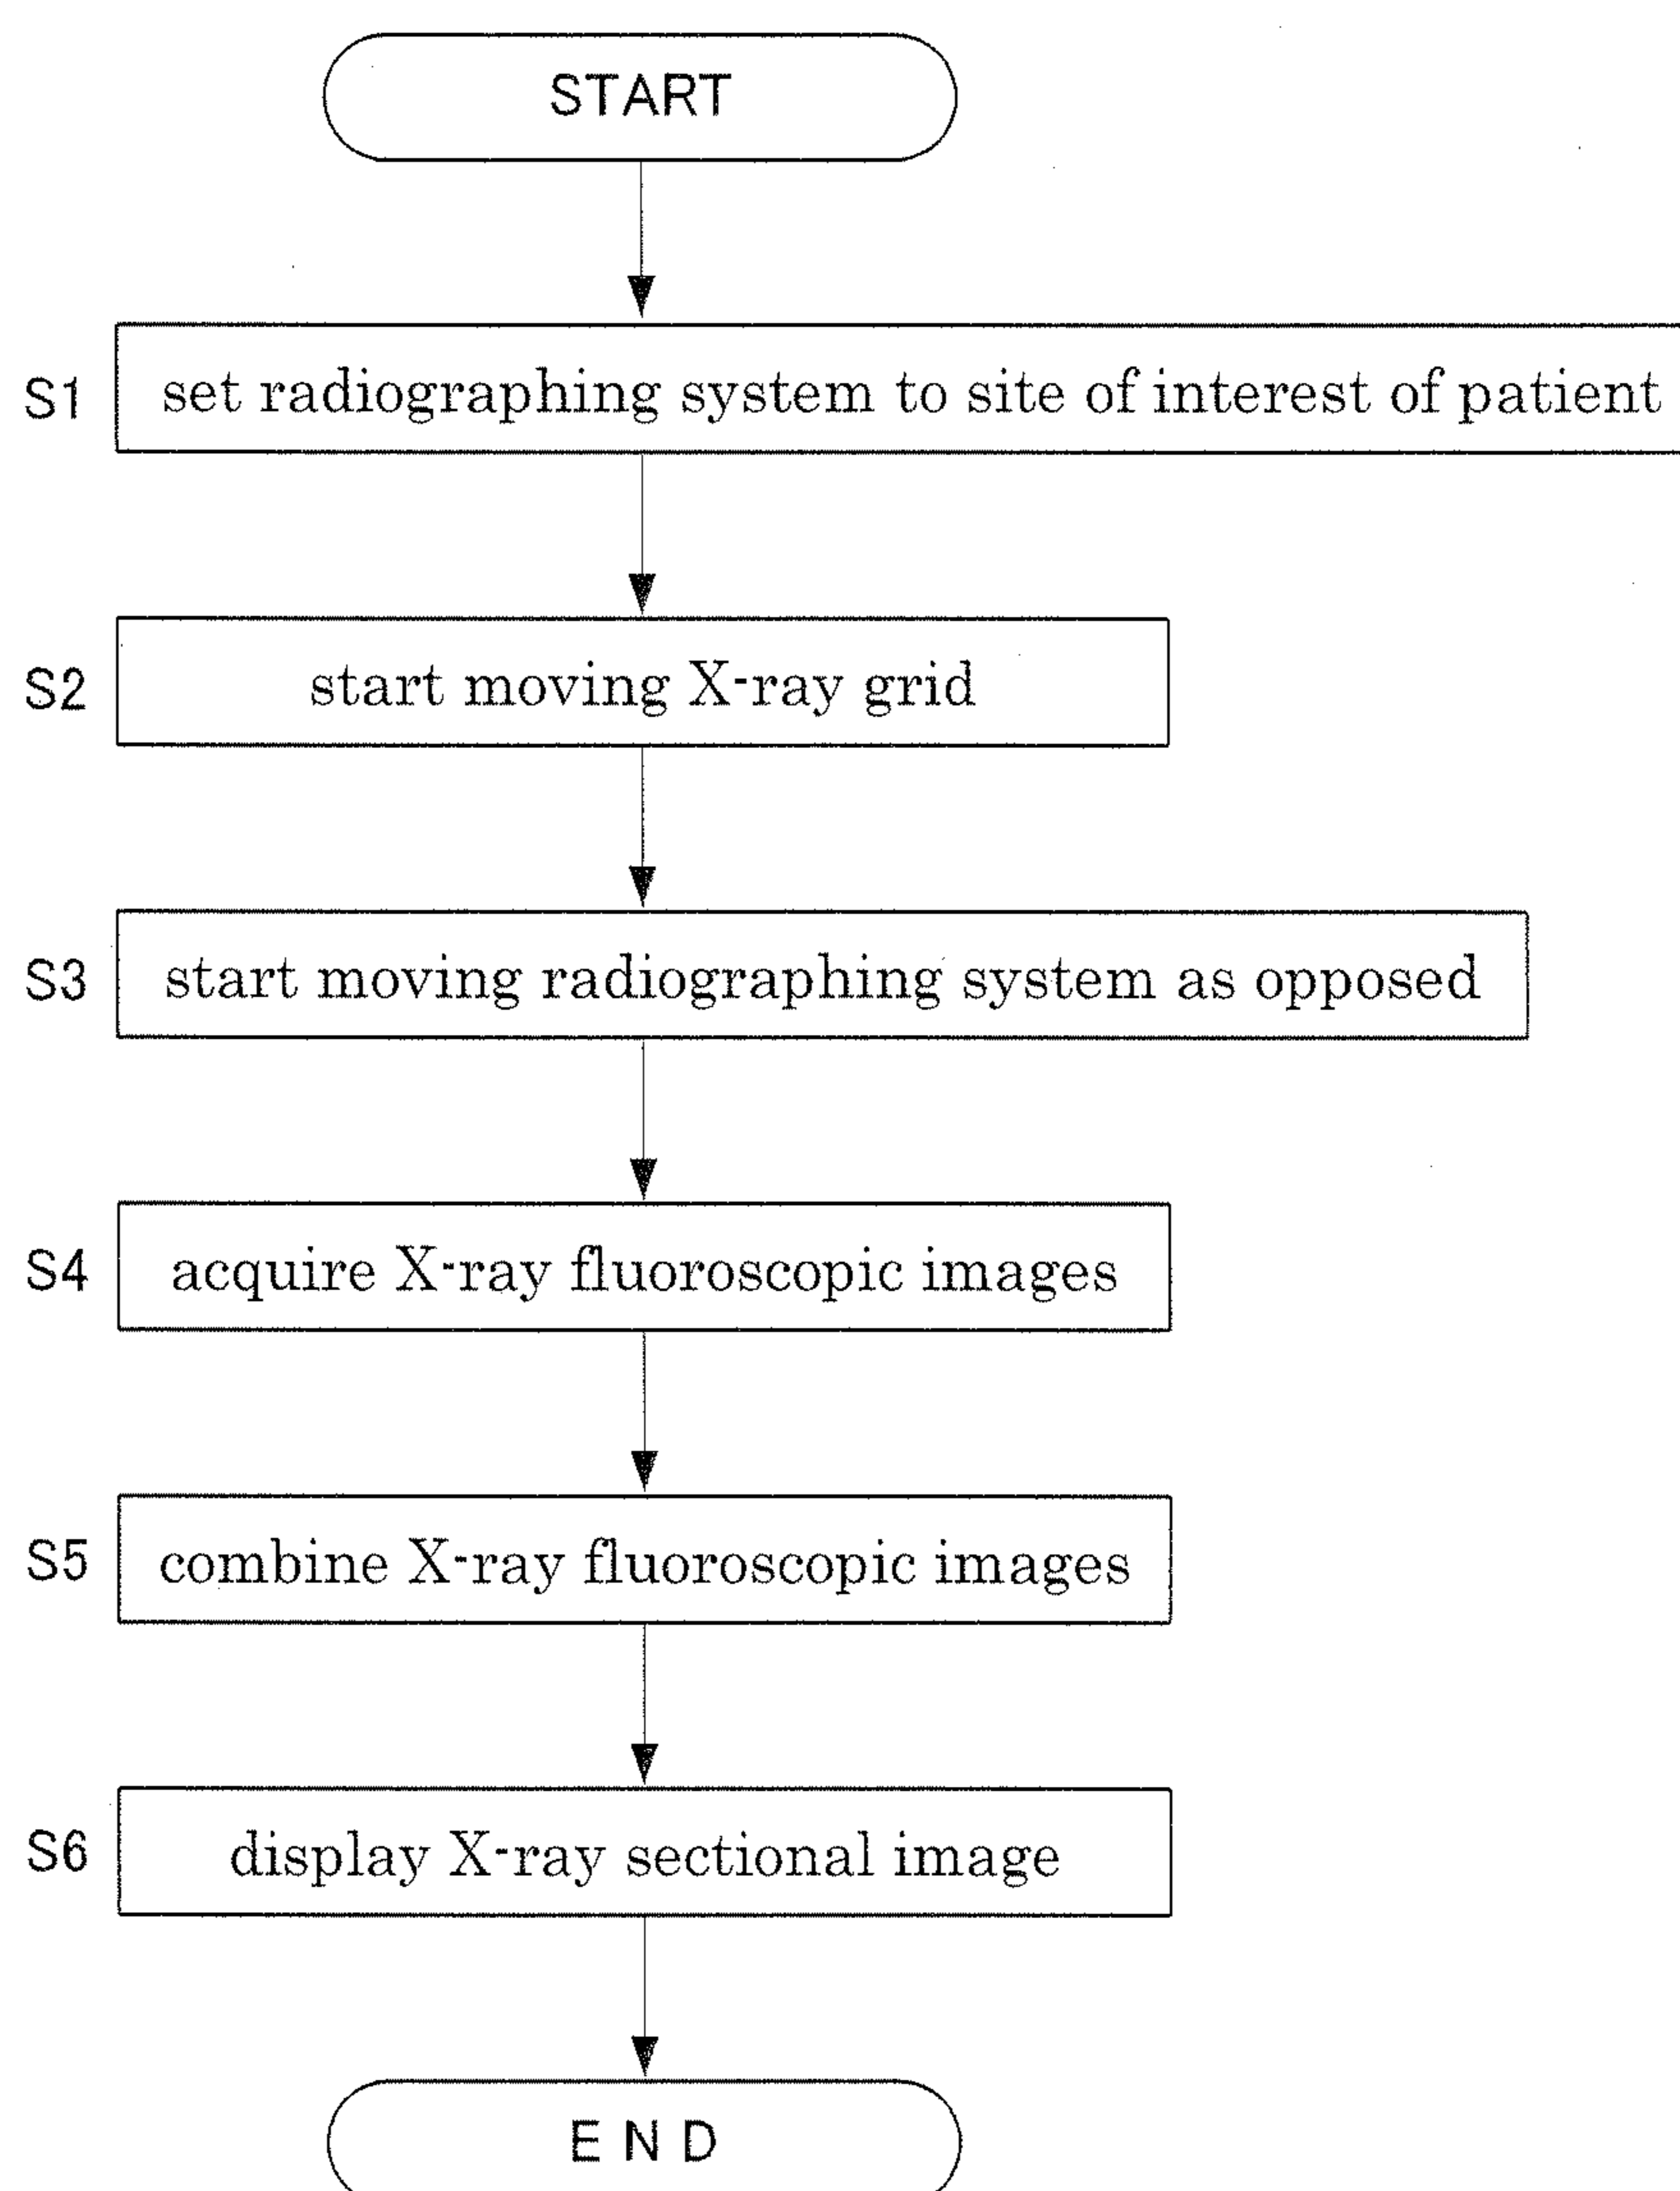 START
S1 set radiographing system to site of interest of patient
S2 start moving X-ray grid
S3 start moving radiographing system as opposed
S4 acquire X-ray fluoroscopic images
S5 combine X-ray fluoroscopic images
S6 display X-ray sectional image
END